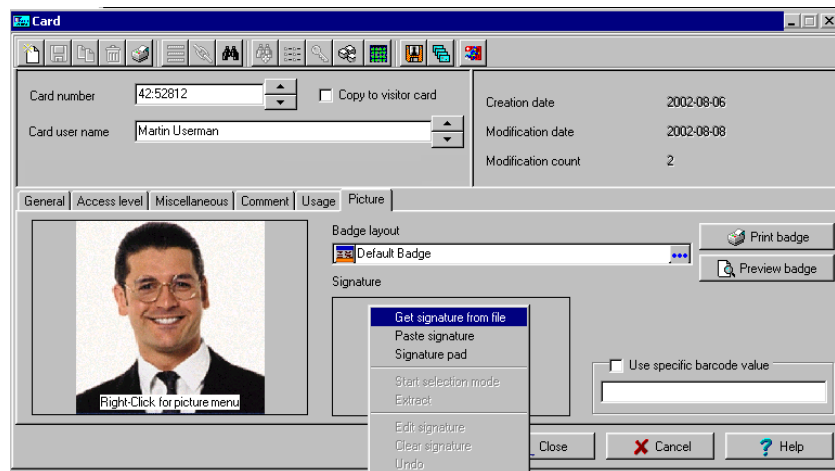 Card
Card number
42:52812
Copy to visitor card
Card user name
Martin Userman
Creation date 2002-08-06
Modification date 2002-08-08
Modification count 2
General Access level Miscellaneous Comment Usage Picture
Right-Click for picture menu
Badge layout
Default Badge
Signature
Print badge
Preview badge
Get signature from file
Paste signature
Signature pad
Start selection mode
Extract
Edit signature
Clear signature
Undo
Use specific barcode value
Close Cancel Help